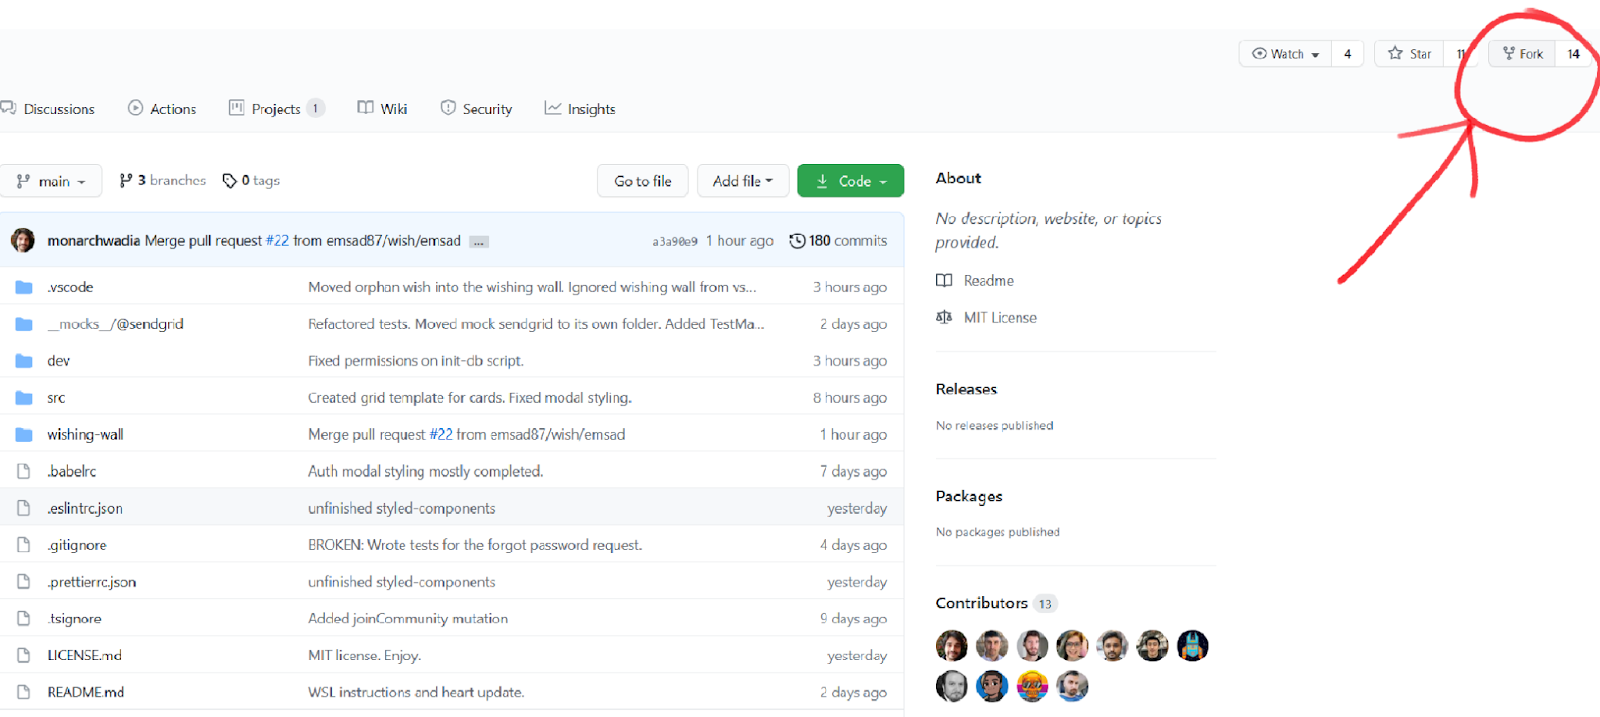 Watch 4 Star 11 Fork 14
Discussions Actions Projects 1 Wiki Security Insights
main 3 branches 0 tags Go to file Add file Code
monarchwadia Merge pull request #22 from emsad87/wish/emsad ... a3a90e9 1 hour ago 180 commits
.vscode Moved orphan wish into the wishing wall. Ignored wishing wall from vs... 3 hours ago
__mocks__/@sendgrid Refactored tests. Moved mock sendgrid to its own folder. Added TestMa... 2 days ago
dev Fixed permissions on init-db script. 3 hours ago
src Created grid template for cards. Fixed modal styling. 8 hours ago
wishing-wall Merge pull request #22 from emsad87/wish/emsad 1 hour ago
.babelrc Auth modal styling mostly completed. 7 days ago
.eslintrc.json unfinished styled-components yesterday
.gitignore BROKEN: Wrote tests for the forgot password request. 4 days ago
.prettierrc.json unfinished styled-components yesterday
.tsignore Added joinCommunity mutation 9 days ago
LICENSE.md MIT license. Enjoy. yesterday
README.md WSL instructions and heart update. 2 days ago
About
No description, website, or topics
provided.
Readme
MIT License
Releases
No releases published
Packages
No packages published
Contributors 13